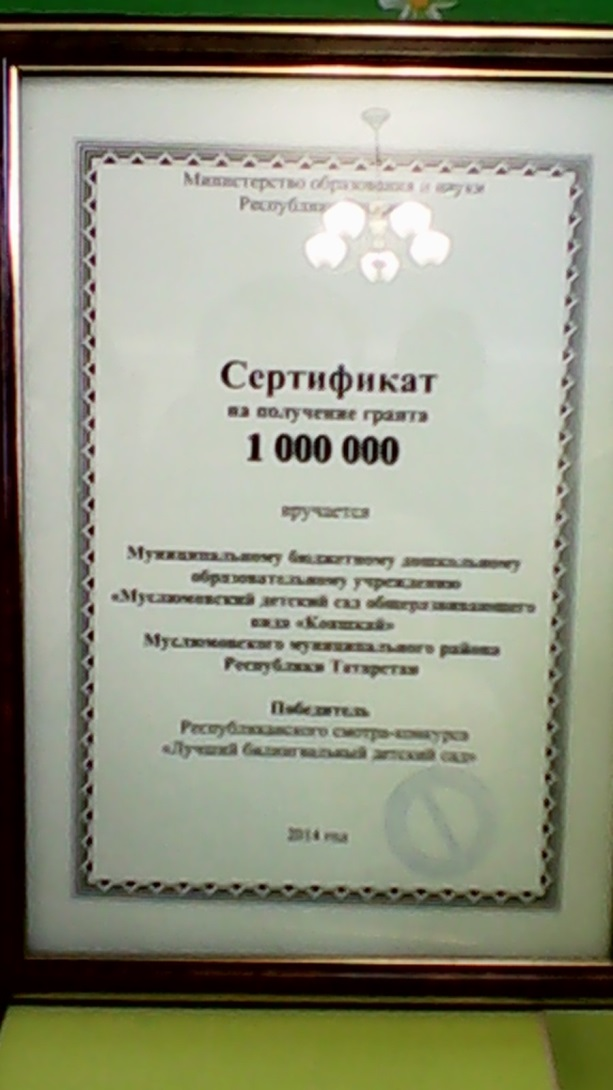 Министерство образования и науки
Республики
Сертификат
на получение гранта
1 000 000
вручается
Муниципальному бюджетному дошкольному
образовательному учреждению
«Муслюмовский детский сад общеразвивающего
вида
Муслюмовского муниципального района
Республики Татарстан
Победитель
Республиканского смотра-конкурса
«Лучший билингвальный детский сад»
2014 год